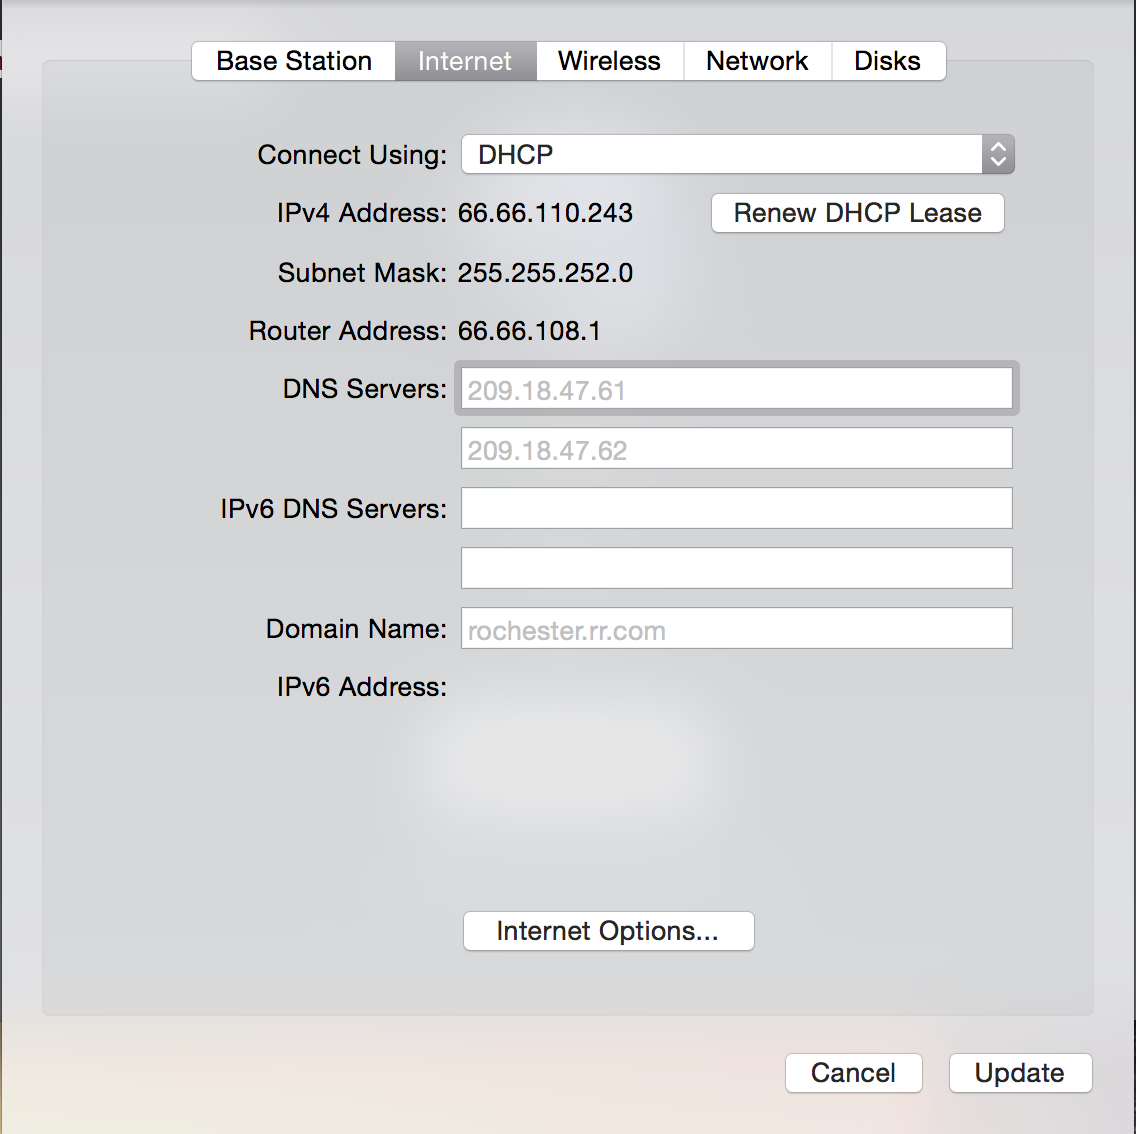 Base Station Internet Wireless Network Disks
Connect Using: DHCP
IPv4 Address: 66.66.110.243 Renew DHCP Lease
Subnet Mask: 255.255.252.0
Router Address: 66.66.108.1
DNS Servers: 209.18.47.61
209.18.47.62
IPv6 DNS Servers:
Domain Name: rochester.rr.com
IPv6 Address:
Internet Options...
Cancel Update